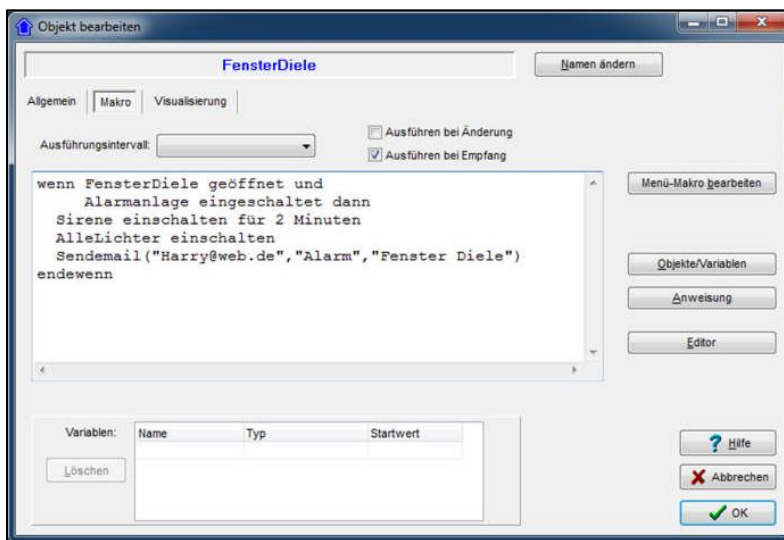 Objekt bearbeiten
FensterDiele
Namen ändern
Allgemein
Makro
Visualisierung
Ausführungsintervall:
Ausführen bei Änderung
Ausführen bei Empfang
wenn FensterDiele geöffnet und
Alarmanlage eingeschaltet dann
Sirene einschalten für 2 Minuten
AlleLichter einschalten
Sendemail("Harry@web.de","Alarm","Fenster Diele")
endewenn
Menü-Makro bearbeiten
Objekte/Variablen
Anweisung
Editor
Variablen:
Name Typ Startwert
Löschen
Hilfe
Abbrechen
OK